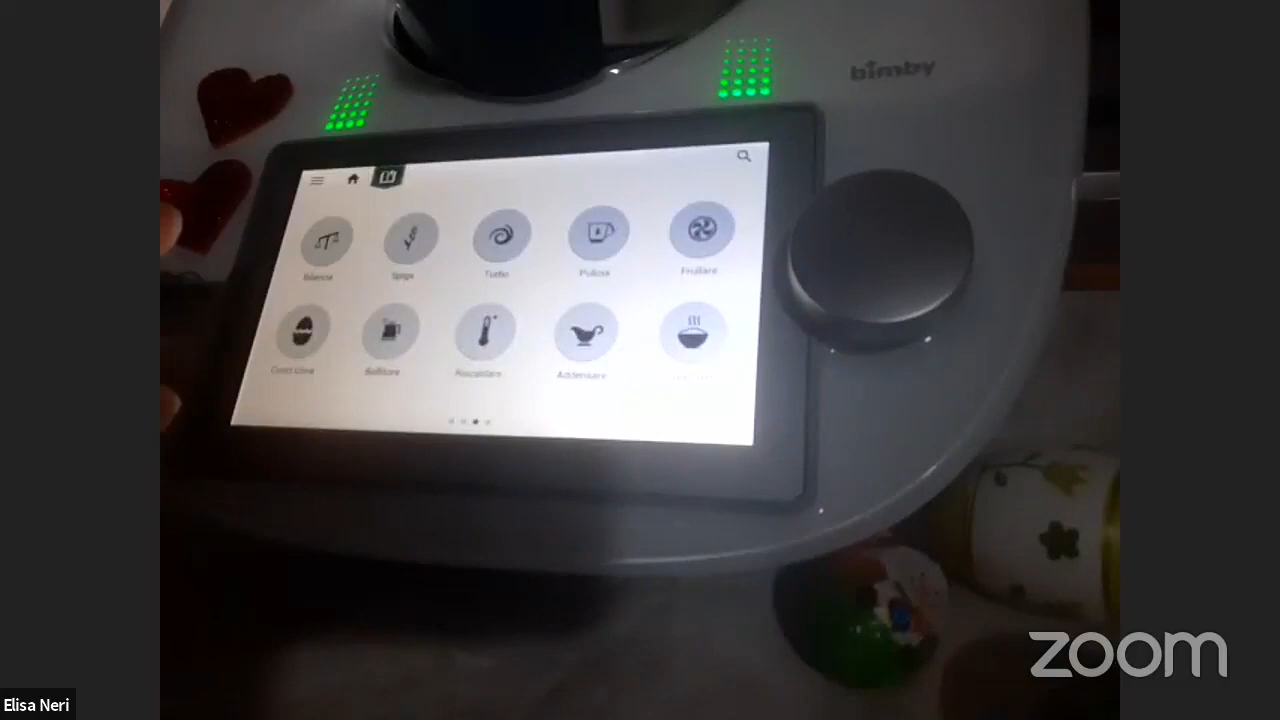 bimby
Bilancia
Spiga
Turbo
Pulizia
Frullare
Cuoci uova
Bollitore
Riscaldare
Addensare
zoom
Elisa Neri